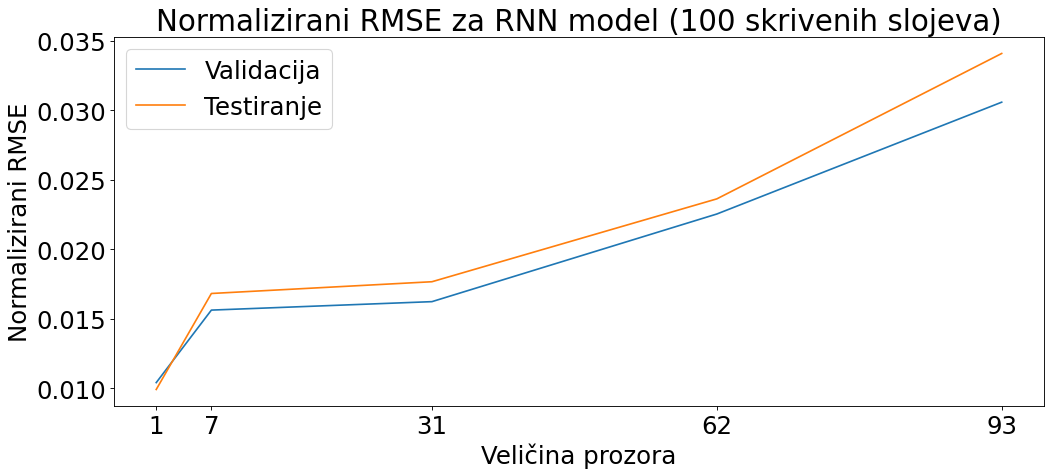 Normalizirani RMSE za RNN model (100 skrivenih slojeva)
Validacija
Testiranje
Normalizirani RMSE
0.035
0.030
0.025
0.020
0.015
0.010
1 7 31 62 93
Veličina prozora